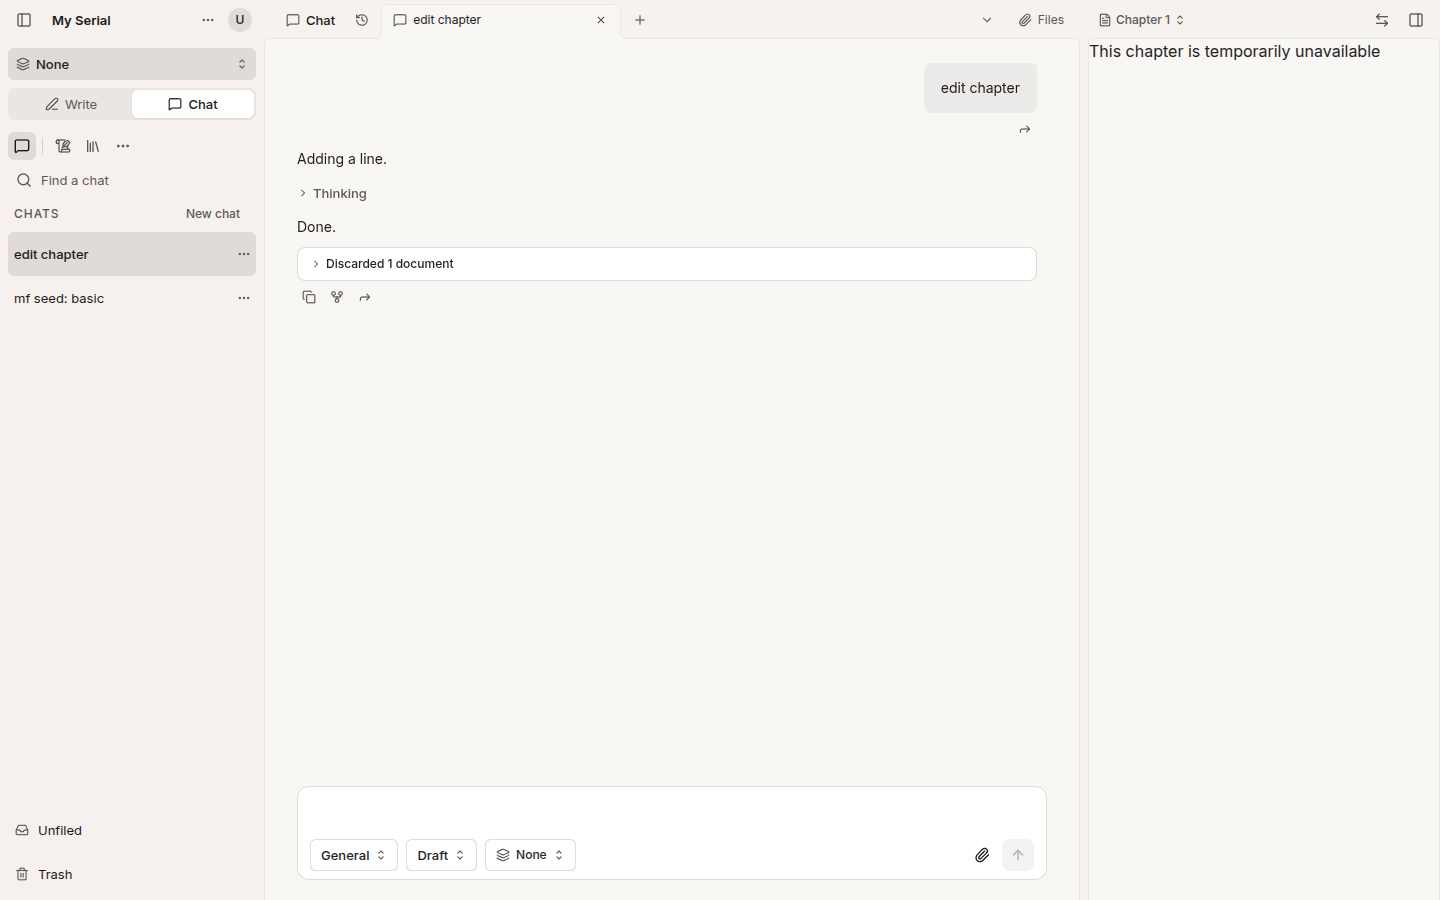 My Serial
U
None
Write
Chat
Find a chat
CHATS
New chat
edit chapter
mf seed: basic
Unfiled
Trash
Chat
edit chapter
Files
edit chapter
Adding a line.
Thinking
Done.
Discarded 1 document
General
Draft
None
Chapter 1
This chapter is temporarily unavailable